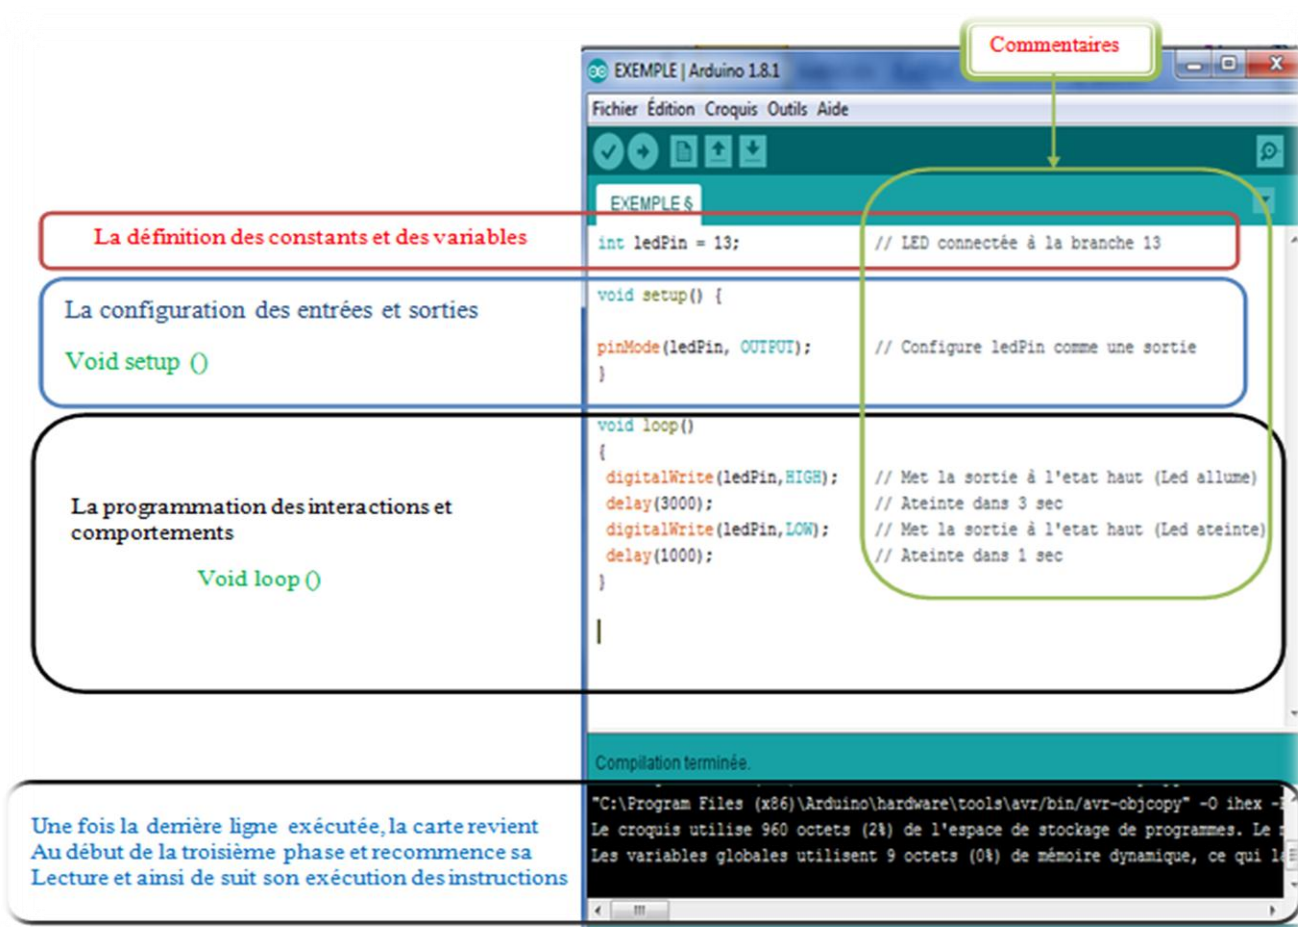 Commentaires
EXEMPLE | Arduino 1.8.1
Fichier Édition Croquis Outils Aide
EXEMPLE §
La définition des constants et des variables
int ledPin = 13; // LED connectée à la branche 13
La configuration des entrées et sorties
Void setup ()
void setup() {
pinMode(ledPin, OUTPUT); // Configure ledPin comme une sortie
}
La programmation des interactions et
comportements
Void loop ()
void loop()
{
digitalWrite(ledPin,HIGH); // Met la sortie à l'etat haut (Led allume)
delay(3000); // Ateinte dans 3 sec
digitalWrite(ledPin,LOW); // Met la sortie à l'etat haut (Led ateinte)
delay(1000); // Ateinte dans 1 sec
}
Compilation terminée.
"C:\Program Files (x86)\Arduino\hardware\tools\avr/bin/avr-objcopy" -O ihex
Le croquis utilise 960 octets (2%) de l'espace de stockage de programmes. Le
Les variables globales utilisent 9 octets (0%) de mémoire dynamique, ce qui
Une fois la derrière ligne exécutée, la carte revient
Au début de la troisième phase et recommence sa
Lecture et ainsi de suit son exécution des instructions